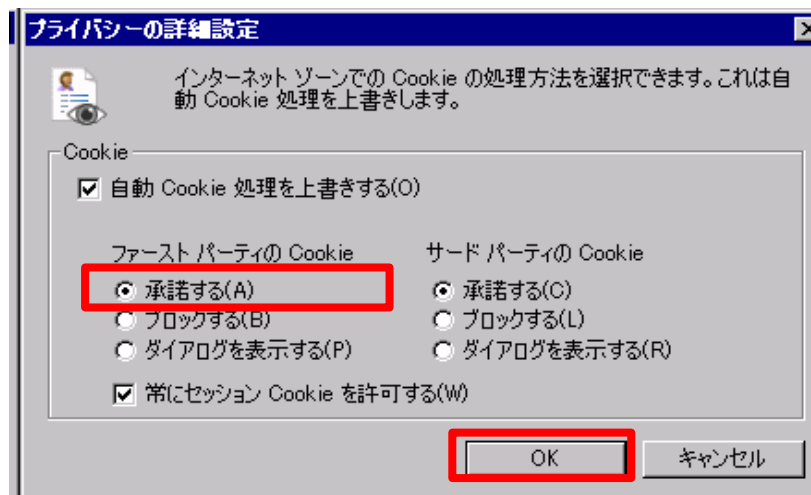 プライバシーの詳細設定
インターネット ゾーンでの Cookie の処理方法を選択できます。これは自
動 Cookie 処理を上書きします。
Cookie
自動 Cookie 処理を上書きする(O)
ファースト パーティの Cookie
サード パーティの Cookie
承諾する(A)
承諾する(C)
ブロックする(B)
ブロックする(L)
ダイアログを表示する(P)
ダイアログを表示する(R)
常にセッション Cookie を許可する(W)
OK
キャンセル